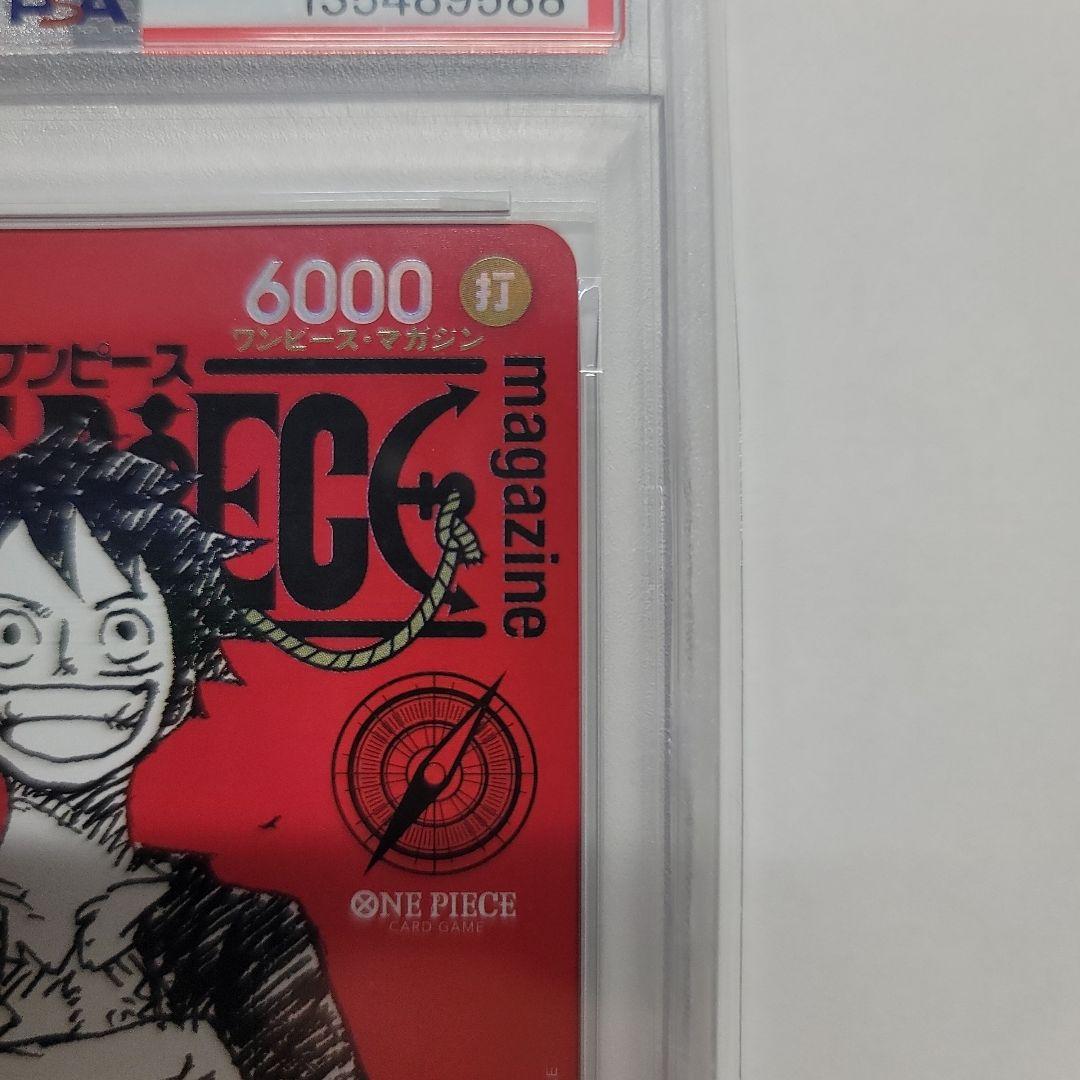 PSA
135489588
6000 打
ワンピース・マガジン
ワンピース
PIECE
magazine
ONE PIECE
CARD GAME
E